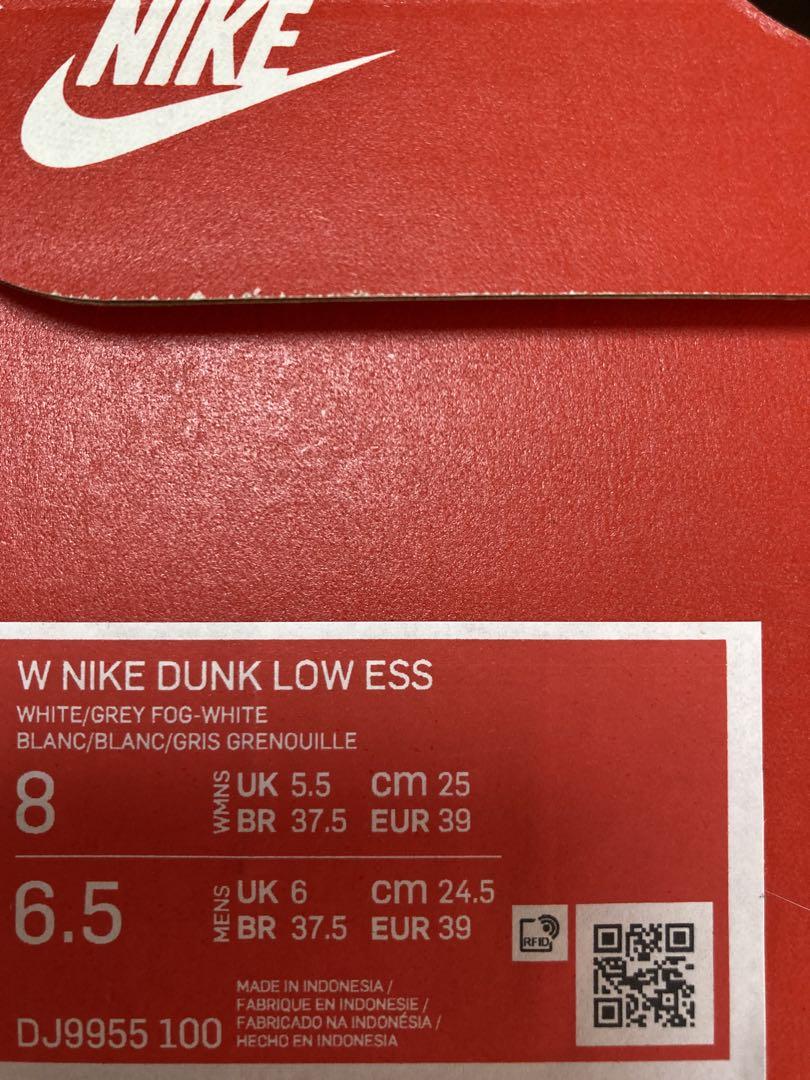 NIKE
W NIKE DUNK LOW ESS
WHITE/GREY FOG-WHITE
BLANC/BLANC/GRIS GRENOUILLE
8 WMNS UK 5.5 cm 25
BR 37.5 EUR 39
6.5 MENS UK 6 cm 24.5
BR 37.5 EUR 39
RFID
MADE IN INDONESIA /
FABRIQUE EN INDONESIE /
FABRICADO NA INDONÉSIA /
HECHO EN INDONESIA
DJ9955 100